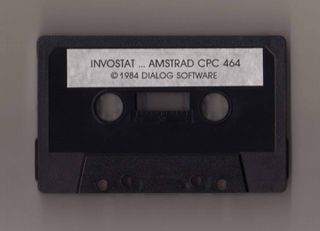 INVOSTAT ... AMSTRAD CPC 464
© 1984 DIALOG SOFTWARE